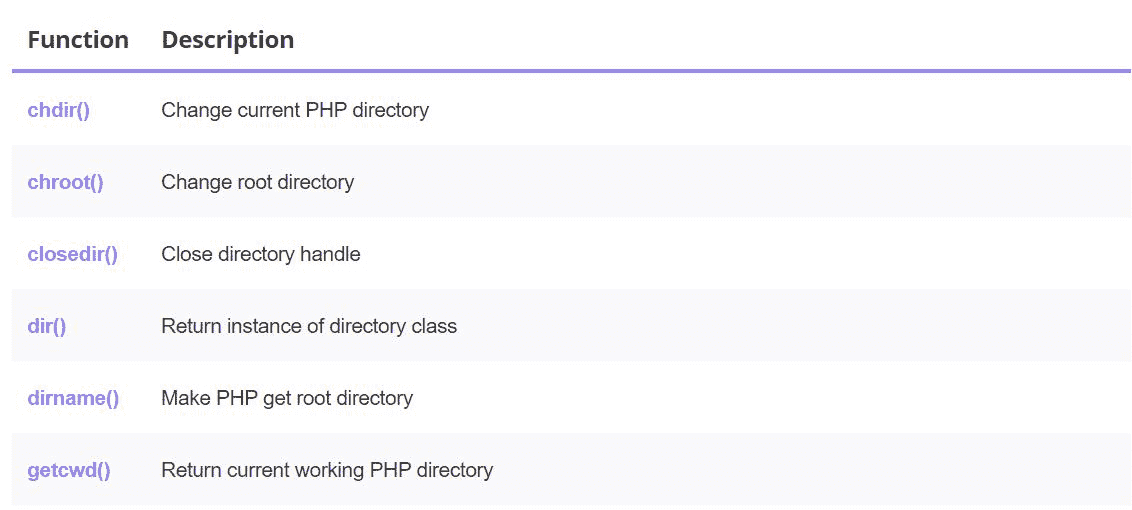 Function Description
chdir() Change current PHP directory
chroot() Change root directory
closedir() Close directory handle
dir() Return instance of directory class
dirname() Make PHP get root directory
getcwd() Return current working PHP directory